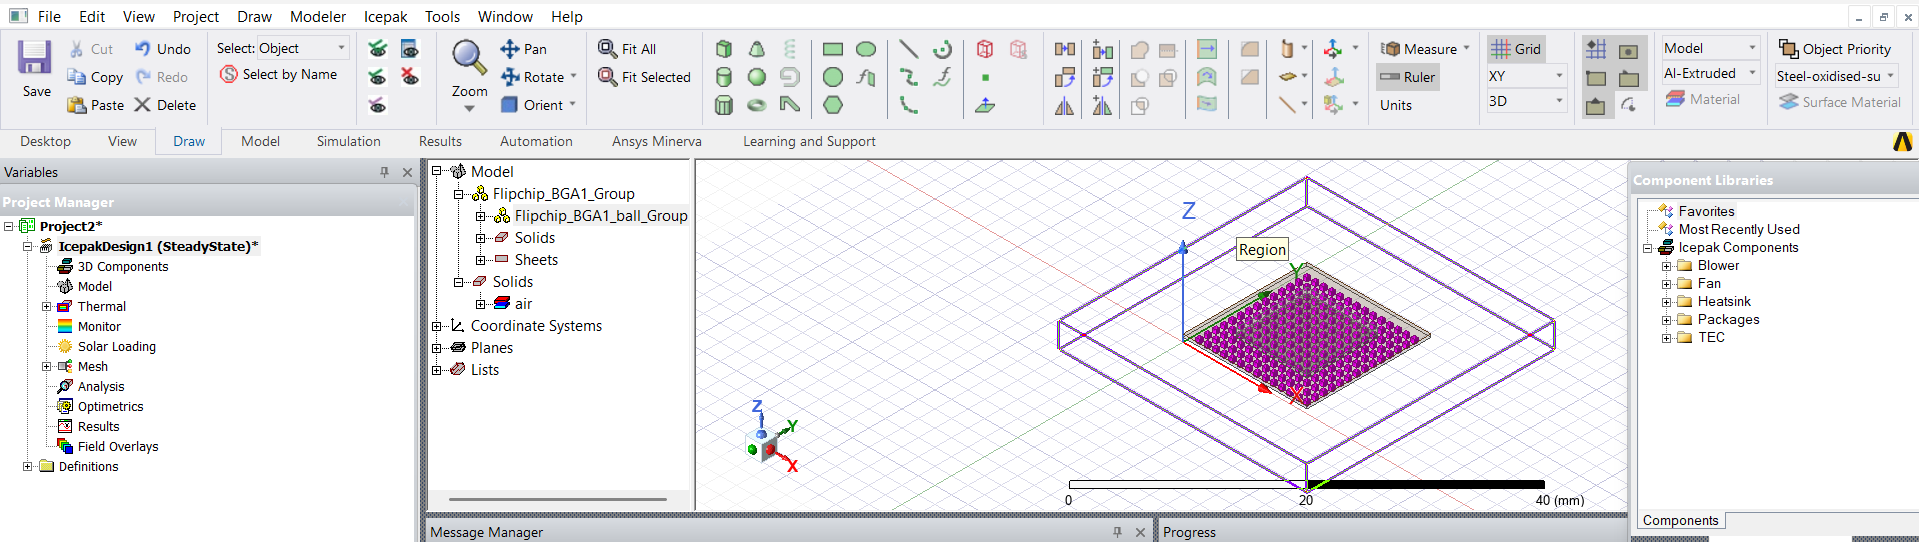 File Edit View Project Draw Modeler Icepak Tools Window Help
Save
Cut
Copy
Paste
Undo
Redo
Delete
Select: Object
Select by Name
Zoom
Pan
Rotate
Orient
Fit All
Fit Selected
Measure
Ruler
Units
Grid
XY
3D
Model
Al-Extruded
Material
Object Priority
Steel-oxidised-su
Surface Material
Desktop View Draw Model Simulation Results Automation Ansys Minerva Learning and Support
Variables
Project Manager
Project2*
IcepakDesign1 (SteadyState)*
3D Components
Model
Thermal
Monitor
Solar Loading
Mesh
Analysis
Optimetrics
Results
Field Overlays
Definitions
Model
Flipchip_BGA1_Group
Flipchip_BGA1_ball_Group
Solids
Sheets
Solids
air
Coordinate Systems
Planes
Lists
Z
Region
Y
X
Z
Y
X
0 20 40 (mm)
Component Libraries
Favorites
Most Recently Used
Icepak Components
Blower
Fan
Heatsink
Packages
TEC
Components
Message Manager
Progress